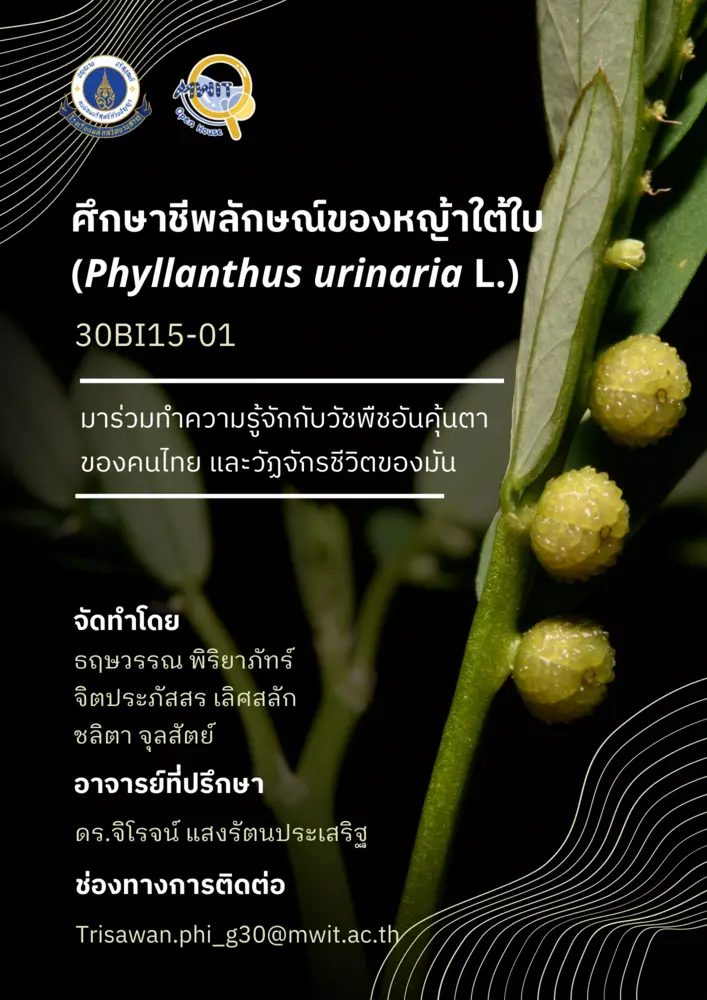 MWIT
Open House
ศึกษาชีพลักษณ์ของหญ้าใต้ใบ
(Phyllanthus urinaria L.)
30BI15-01
มาร่วมทำความรู้จักกับวัชพืชอันคุ้นตา
ของคนไทย และวัฏจักรชีวิตของมัน
จัดทำโดย
ธฤษวรรณ พิริยาภัทร์
จิตประภัสสร เลิศสลัก
ชลิตา จุลสัตย์
อาจารย์ที่ปรึกษา
ดร.จิโรจน์ แสงรัตนประเสริฐ
ช่องทางการติดต่อ
Trisawan.phi_g30@mwit.ac.th